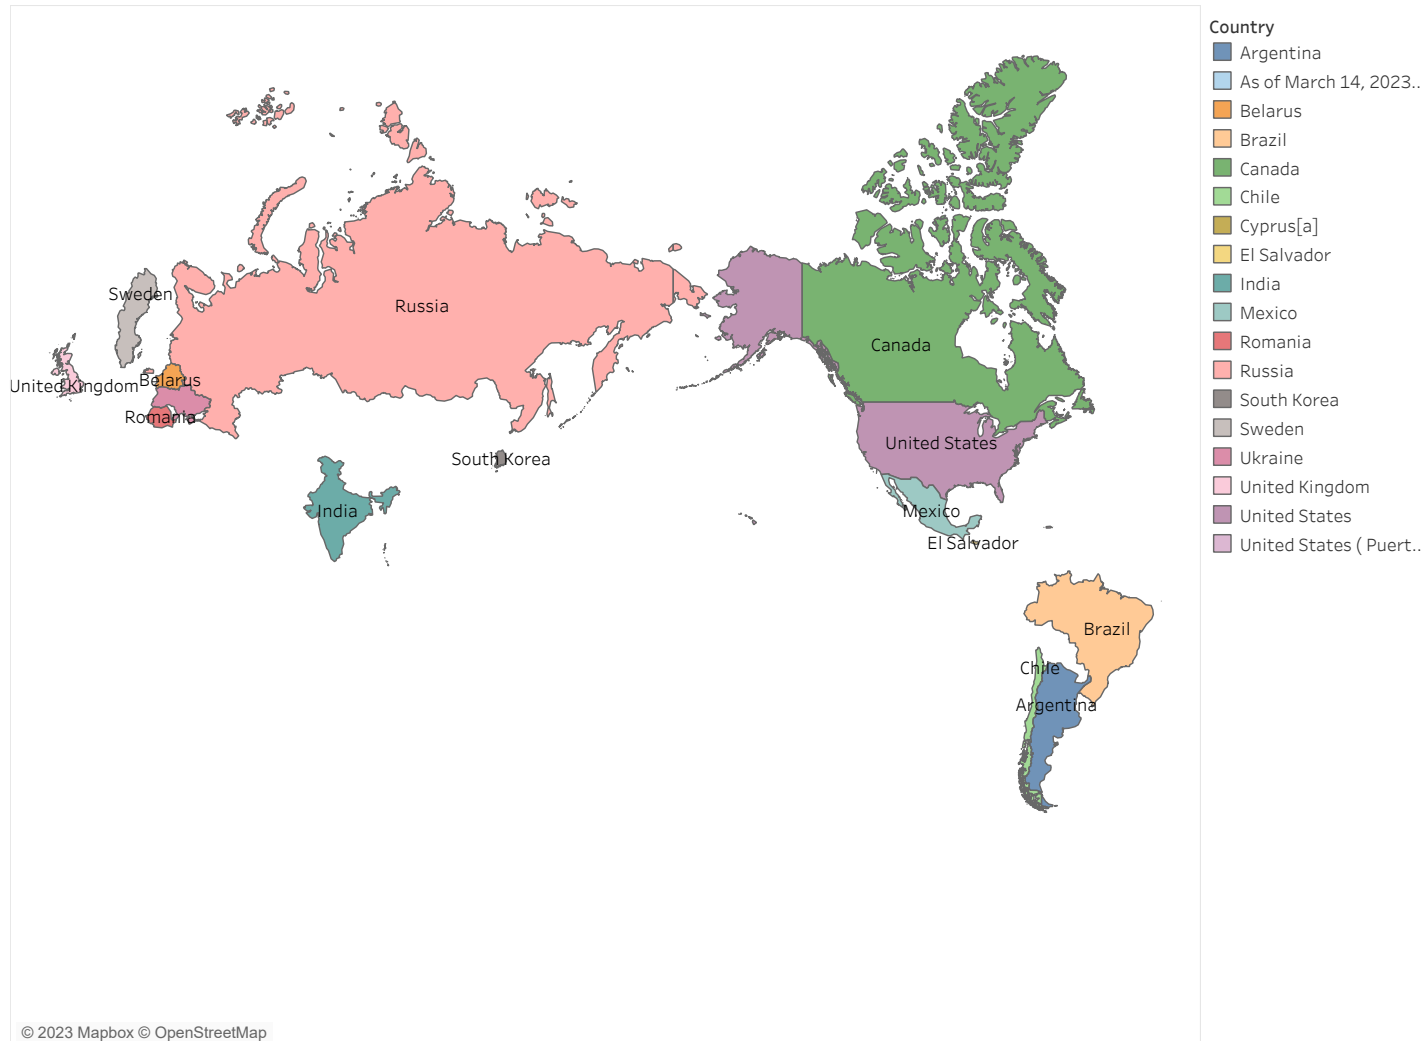 Sweden
Russia
Canada
United Kingdom
Belarus
Romania
South Korea
United States
India
Mexico
El Salvador
Brazil
Chile
Argentina
© 2023 Mapbox © OpenStreetMap
Country
Argentina
As of March 14, 2023..
Belarus
Brazil
Canada
Chile
Cyprus[a]
El Salvador
India
Mexico
Romania
Russia
South Korea
Sweden
Ukraine
United Kingdom
United States
United States ( Puert..